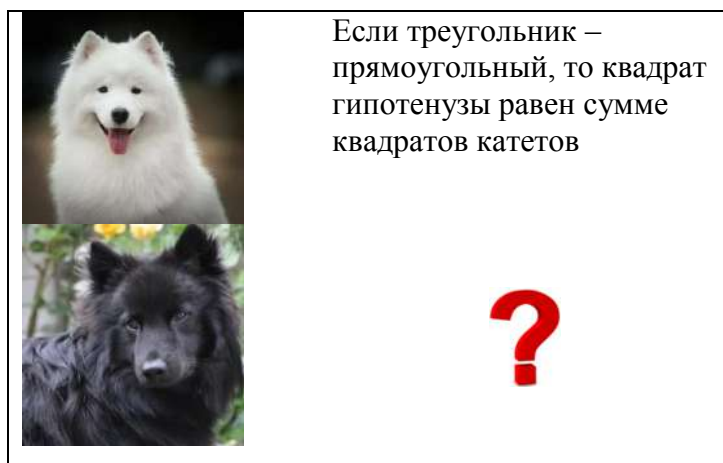 Если треугольник –
прямоугольный, то квадрат
гипотенузы равен сумме
квадратов катетов
?